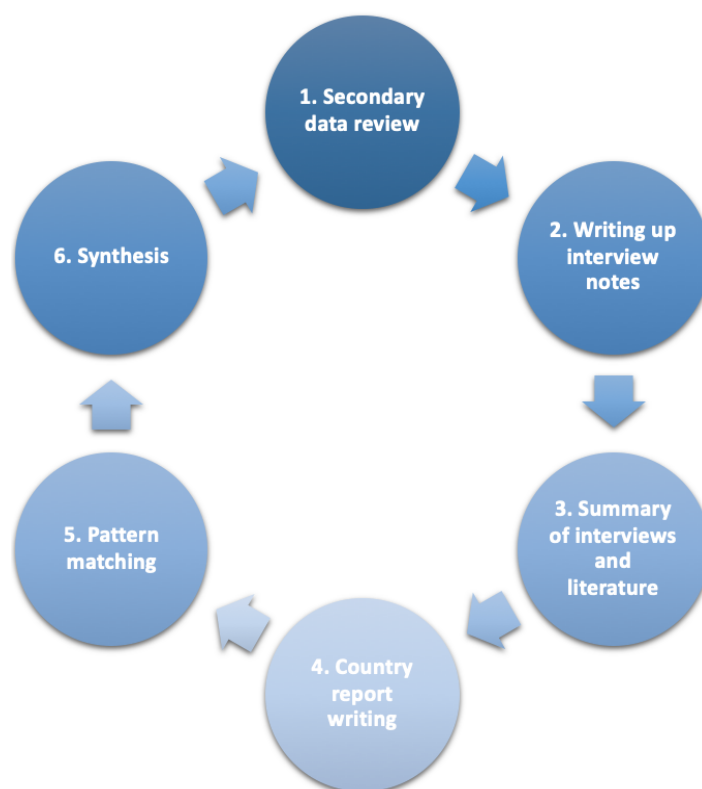 1. Secondary
data review
2. Writing up
interview
notes
3. Summary
of interviews
and
literature
4. Country
report
writing
5. Pattern
matching
6. Synthesis